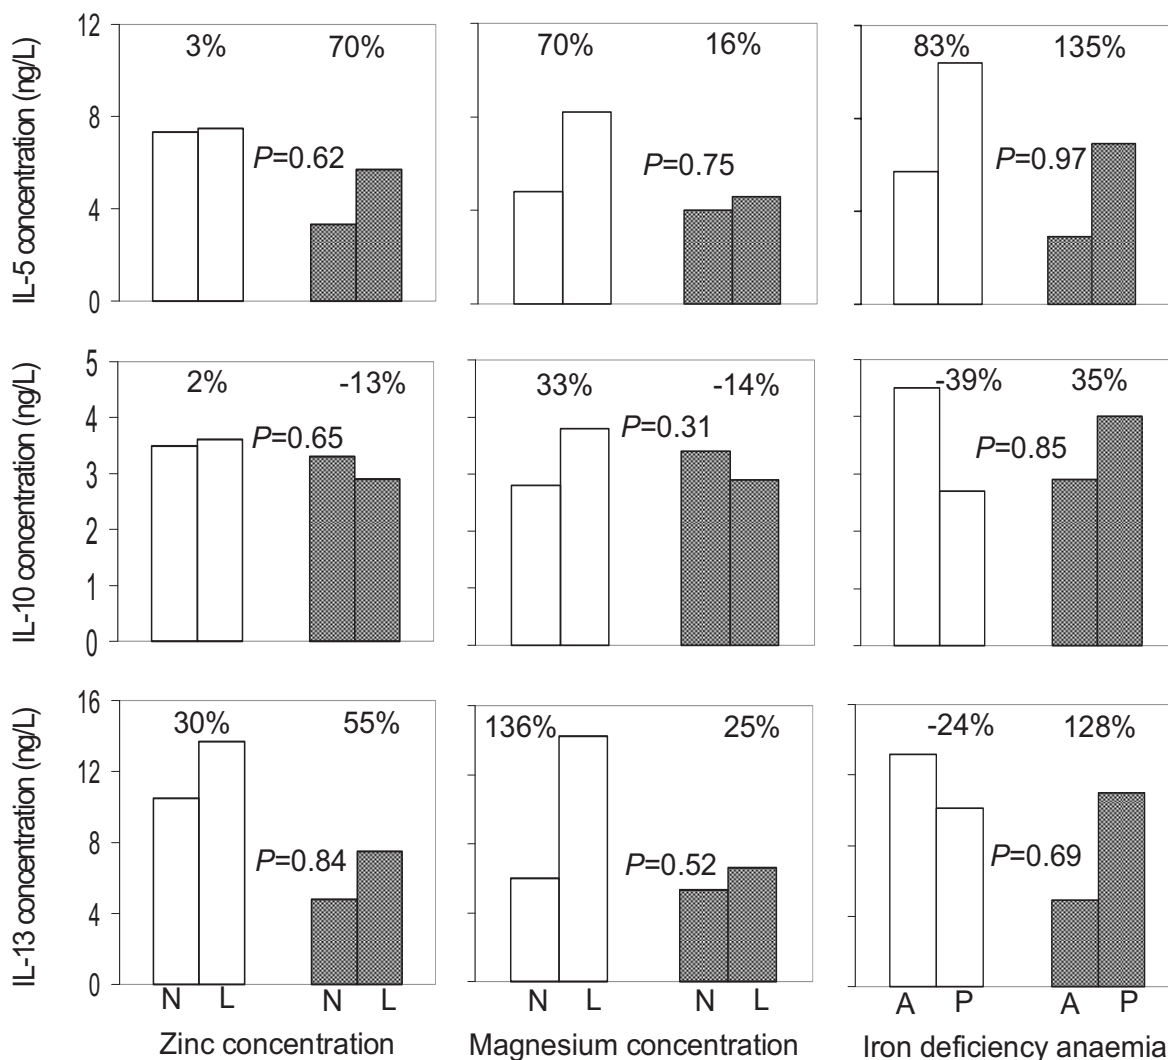 IL-5 concentration (ng/L)
12
8
4
0
3% 70%
P=0.62
70% 16%
P=0.75
83% 135%
P=0.97
IL-10 concentration (ng/L)
5
4
3
2
1
0
2% -13%
P=0.65
33% -14%
P=0.31
-39% 35%
P=0.85
IL-13 concentration (ng/L)
16
12
8
4
0
30% 55%
P=0.84
136% 25%
P=0.52
-24% 128%
P=0.69
N L N L
N L N L
A P A P
Zinc concentration
Magnesium concentration
Iron deficiency anaemia